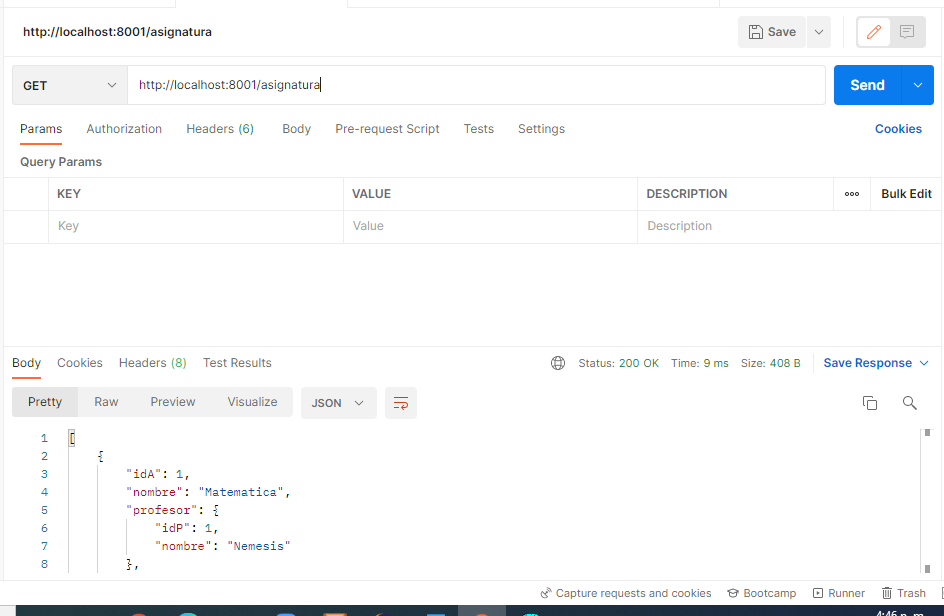 http://localhost:8001/asignatura
Save
GET
http://localhost:8001/asignatura
Send
Params Authorization Headers (6) Body Pre-request Script Tests Settings Cookies
Query Params
KEY VALUE DESCRIPTION ooo Bulk Edit
Key Value Description
Body Cookies Headers (8) Test Results Status: 200 OK Time: 9 ms Size: 408 B Save Response
Pretty Raw Preview Visualize JSON
1 [
2 {
3 "idA": 1,
4 "nombre": "Matematica",
5 "profesor": {
6 "idP": 1,
7 "nombre": "Nemesis"
8 },
Capture requests and cookies Bootcamp Runner Trash
4:46 p. m.